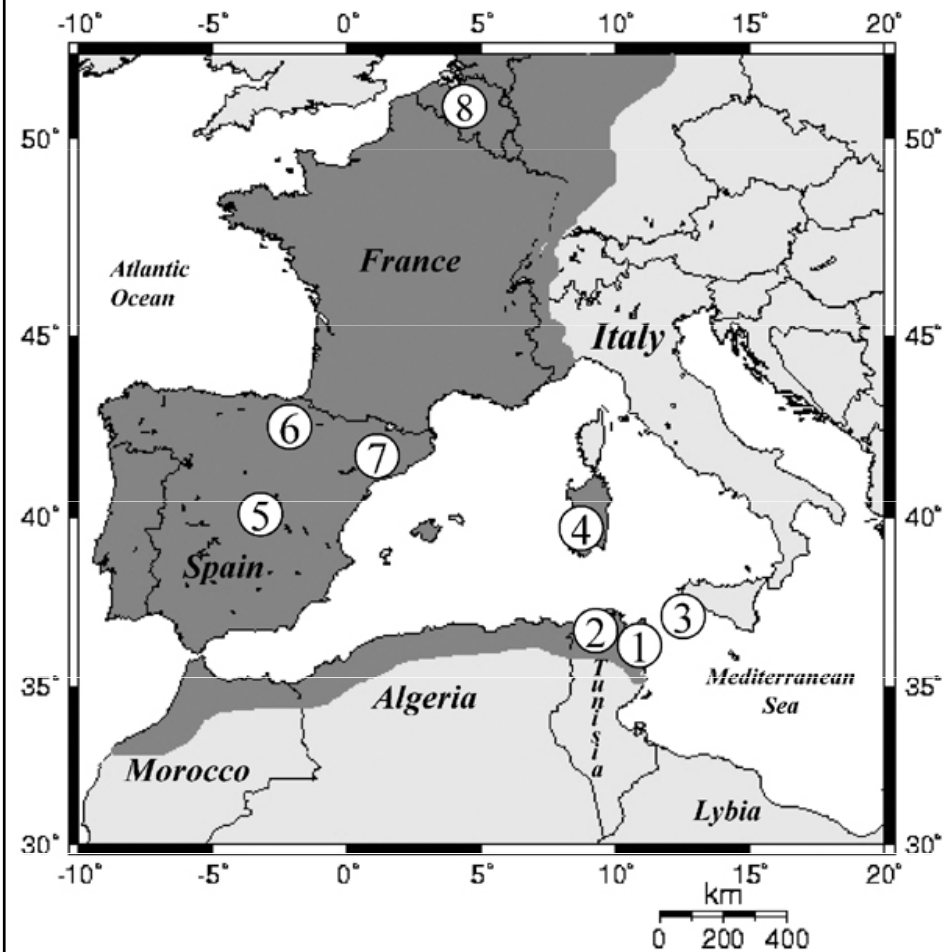 -10° -5° 0° 5° 10° 15° 20°
50° 50°
8
France
Atlantic
Ocean
45° 45°
Italy
6
7
40° 40°
5
4
Spain
3
2
1
35° 35°
Mediterranean
Sea
Algeria
Tunisia
Morocco
Lybia
30° 30°
-10° -5° 0° 5° 10° 15° 20°
km
0 200 400